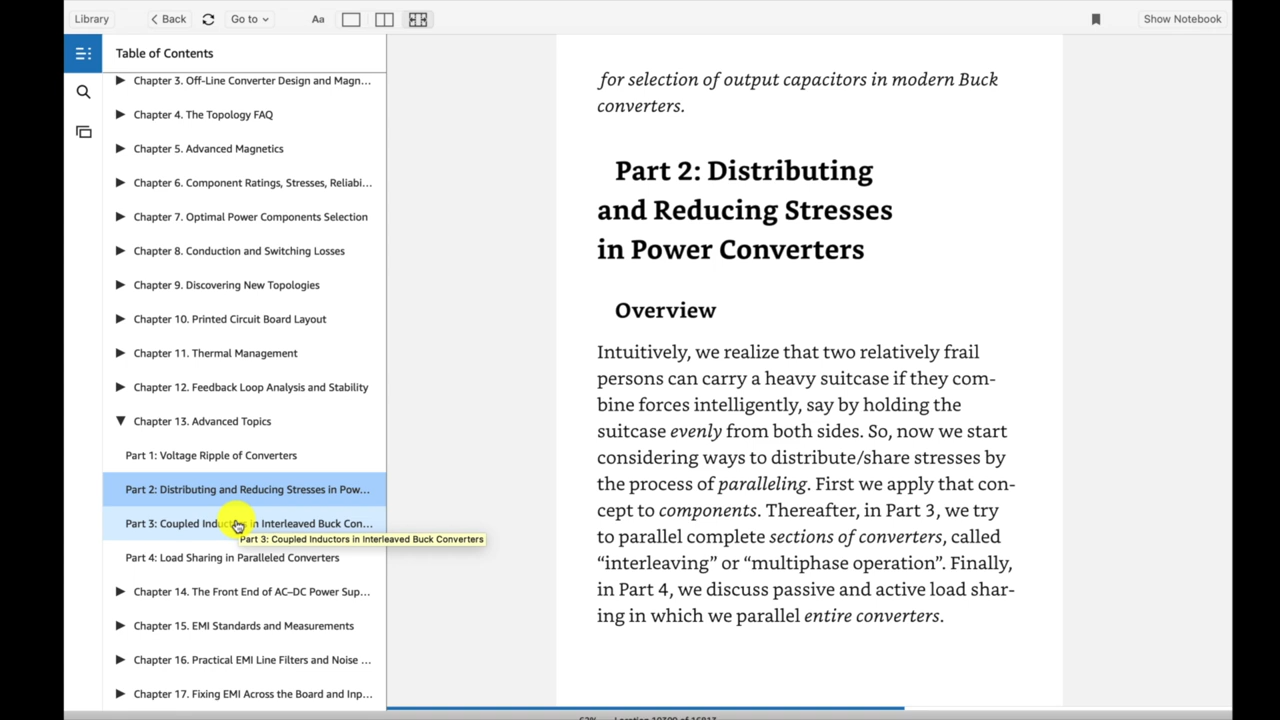 Library
Back
Go to
Aa
Show Notebook
Table of Contents
Chapter 3. Off-Line Converter Design and Magn...
Chapter 4. The Topology FAQ
Chapter 5. Advanced Magnetics
Chapter 6. Component Ratings, Stresses, Reliabi...
Chapter 7. Optimal Power Components Selection
Chapter 8. Conduction and Switching Losses
Chapter 9. Discovering New Topologies
Chapter 10. Printed Circuit Board Layout
Chapter 11. Thermal Management
Chapter 12. Feedback Loop Analysis and Stability
Chapter 13. Advanced Topics
Part 1: Voltage Ripple of Converters
Part 2: Distributing and Reducing Stresses in Pow...
Part 3: Coupled Inductors in Interleaved Buck Con...
Part 3: Coupled Inductors in Interleaved Buck Converters
Part 4: Load Sharing in Paralleled Converters
Chapter 14. The Front End of AC–DC Power Sup...
Chapter 15. EMI Standards and Measurements
Chapter 16. Practical EMI Line Filters and Noise ...
Chapter 17. Fixing EMI Across the Board and Inp...
for selection of output capacitors in modern Buck
converters.
Part 2: Distributing
and Reducing Stresses
in Power Converters
Overview
Intuitively, we realize that two relatively frail
persons can carry a heavy suitcase if they com-
bine forces intelligently, say by holding the
suitcase evenly from both sides. So, now we start
considering ways to distribute/share stresses by
the process of paralleling. First we apply that con-
cept to components. Thereafter, in Part 3, we try
to parallel complete sections of converters, called
“interleaving” or “multiphase operation”. Finally,
in Part 4, we discuss passive and active load shar-
ing in which we parallel entire converters.